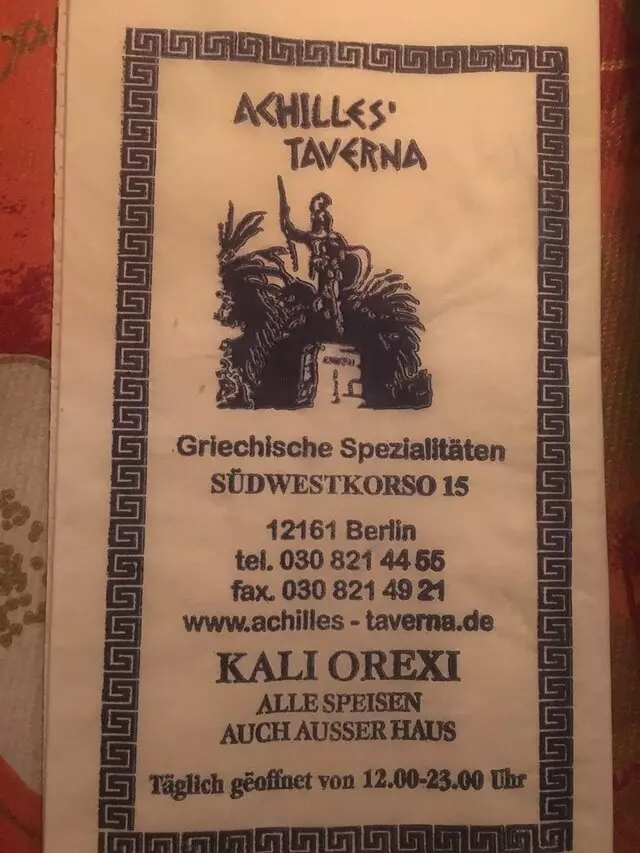 ACHILLES'
TAVERNA
Griechische Spezialitäten
SÜDWESTKORSO 15
12161 Berlin
tel. 030 821 44 55
fax. 030 821 49 21
www.achilles - taverna.de
KALI OREXI
ALLE SPEISEN
AUCH AUSSER HAUS
Täglich gëoffnet von 12.00-23.00 Uhr